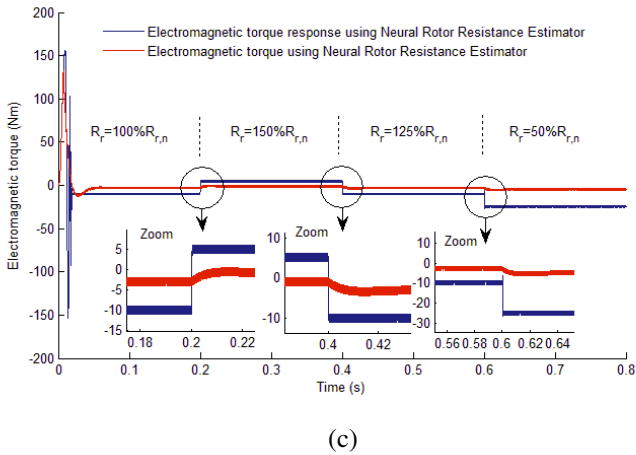 200
150
100
50
0
-50
-100
-150
-200
Electromagnetic torque (Nm)
Electromagnetic torque response using Neural Rotor Resistance Estimator
Electromagnetic torque using Neural Rotor Resistance Estimator
Rr=100%Rr,n
Rr=150%Rr,n
Rr=125%Rr,n
Rr=50%Rr,n
Zoom
5
0
-5
-10
-15
0.18 0.2 0.22
Zoom
10
0
-10
0.4 0.42
Zoom
10
0
-10
-20
-30
0.56 0.58 0.6 0.62 0.64
0 0.1 0.2 0.3 0.4 0.5 0.6 0.7 0.8
Time (s)
(c)